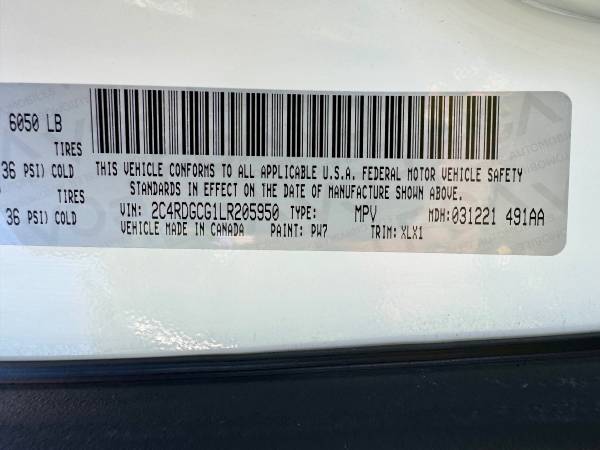 6050 LB
TIRES
36 PSI) COLD
TIRES
36 PSI) COLD
THIS VEHICLE CONFORMS TO ALL APPLICABLE U.S.A. FEDERAL MOTOR VEHICLE SAFETY
STANDARDS IN EFFECT ON THE DATE OF MANUFACTURE SHOWN ABOVE.
VIN: 2C4RDGCG1LR205950 TYPE: MPV MDH:031221 491AA
VEHICLE MADE IN CANADA PAINT: PW7 TRIM: XLX1